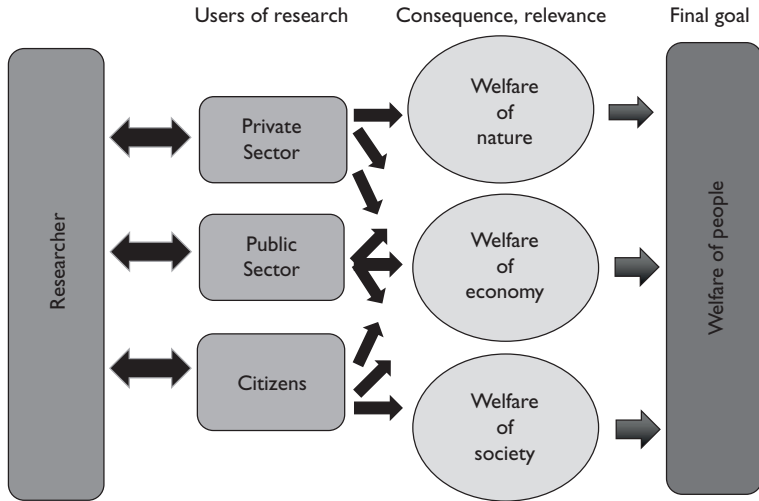 Users of research
Consequence, relevance
Final goal
Researcher
Private
Sector
Public
Sector
Citizens
Welfare
of
nature
Welfare
of
economy
Welfare
of
society
Welfare of people